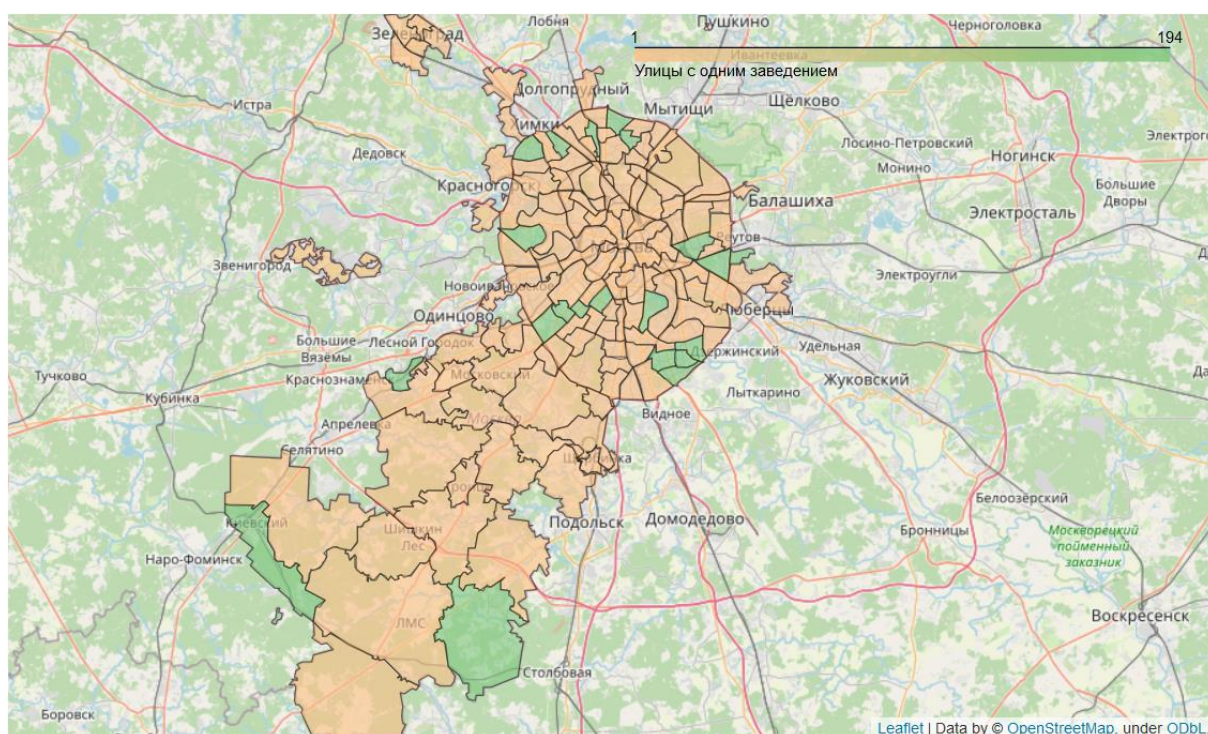 Лобня
Пушкино
Черноголовка
Зеленоград
1
194
Ивантеевка
Улицы с одним заведением
Долгопрудный
Щёлково
Мытищи
Истра
Химки
Лосино-Петровский
Дедовск
Монино
Ногинск
Красногорск
Большие
Дворы
Балашиха
Электросталь
Реутов
Звенигород
Электроугли
Одинцово
Люберцы
Большие
Вязёмы
Лесной Городок
Удельная
Дзержинский
Тучково
Краснознаменск
Московский
Жуковский
Кубинка
Лыткарино
Апрелевка
Москва
Видное
Селятино
Щербинка
Троицк
Белоозёрский
Киевский
Шишкин
Лес
Подольск
Домодедово
Бронницы
Москворецкий
пойменный
заказник
Наро-Фоминск
Воскресенск
ЛМС
Столбовая
Боровск
Leaflet | Data by © OpenStreetMap, under ODbL.